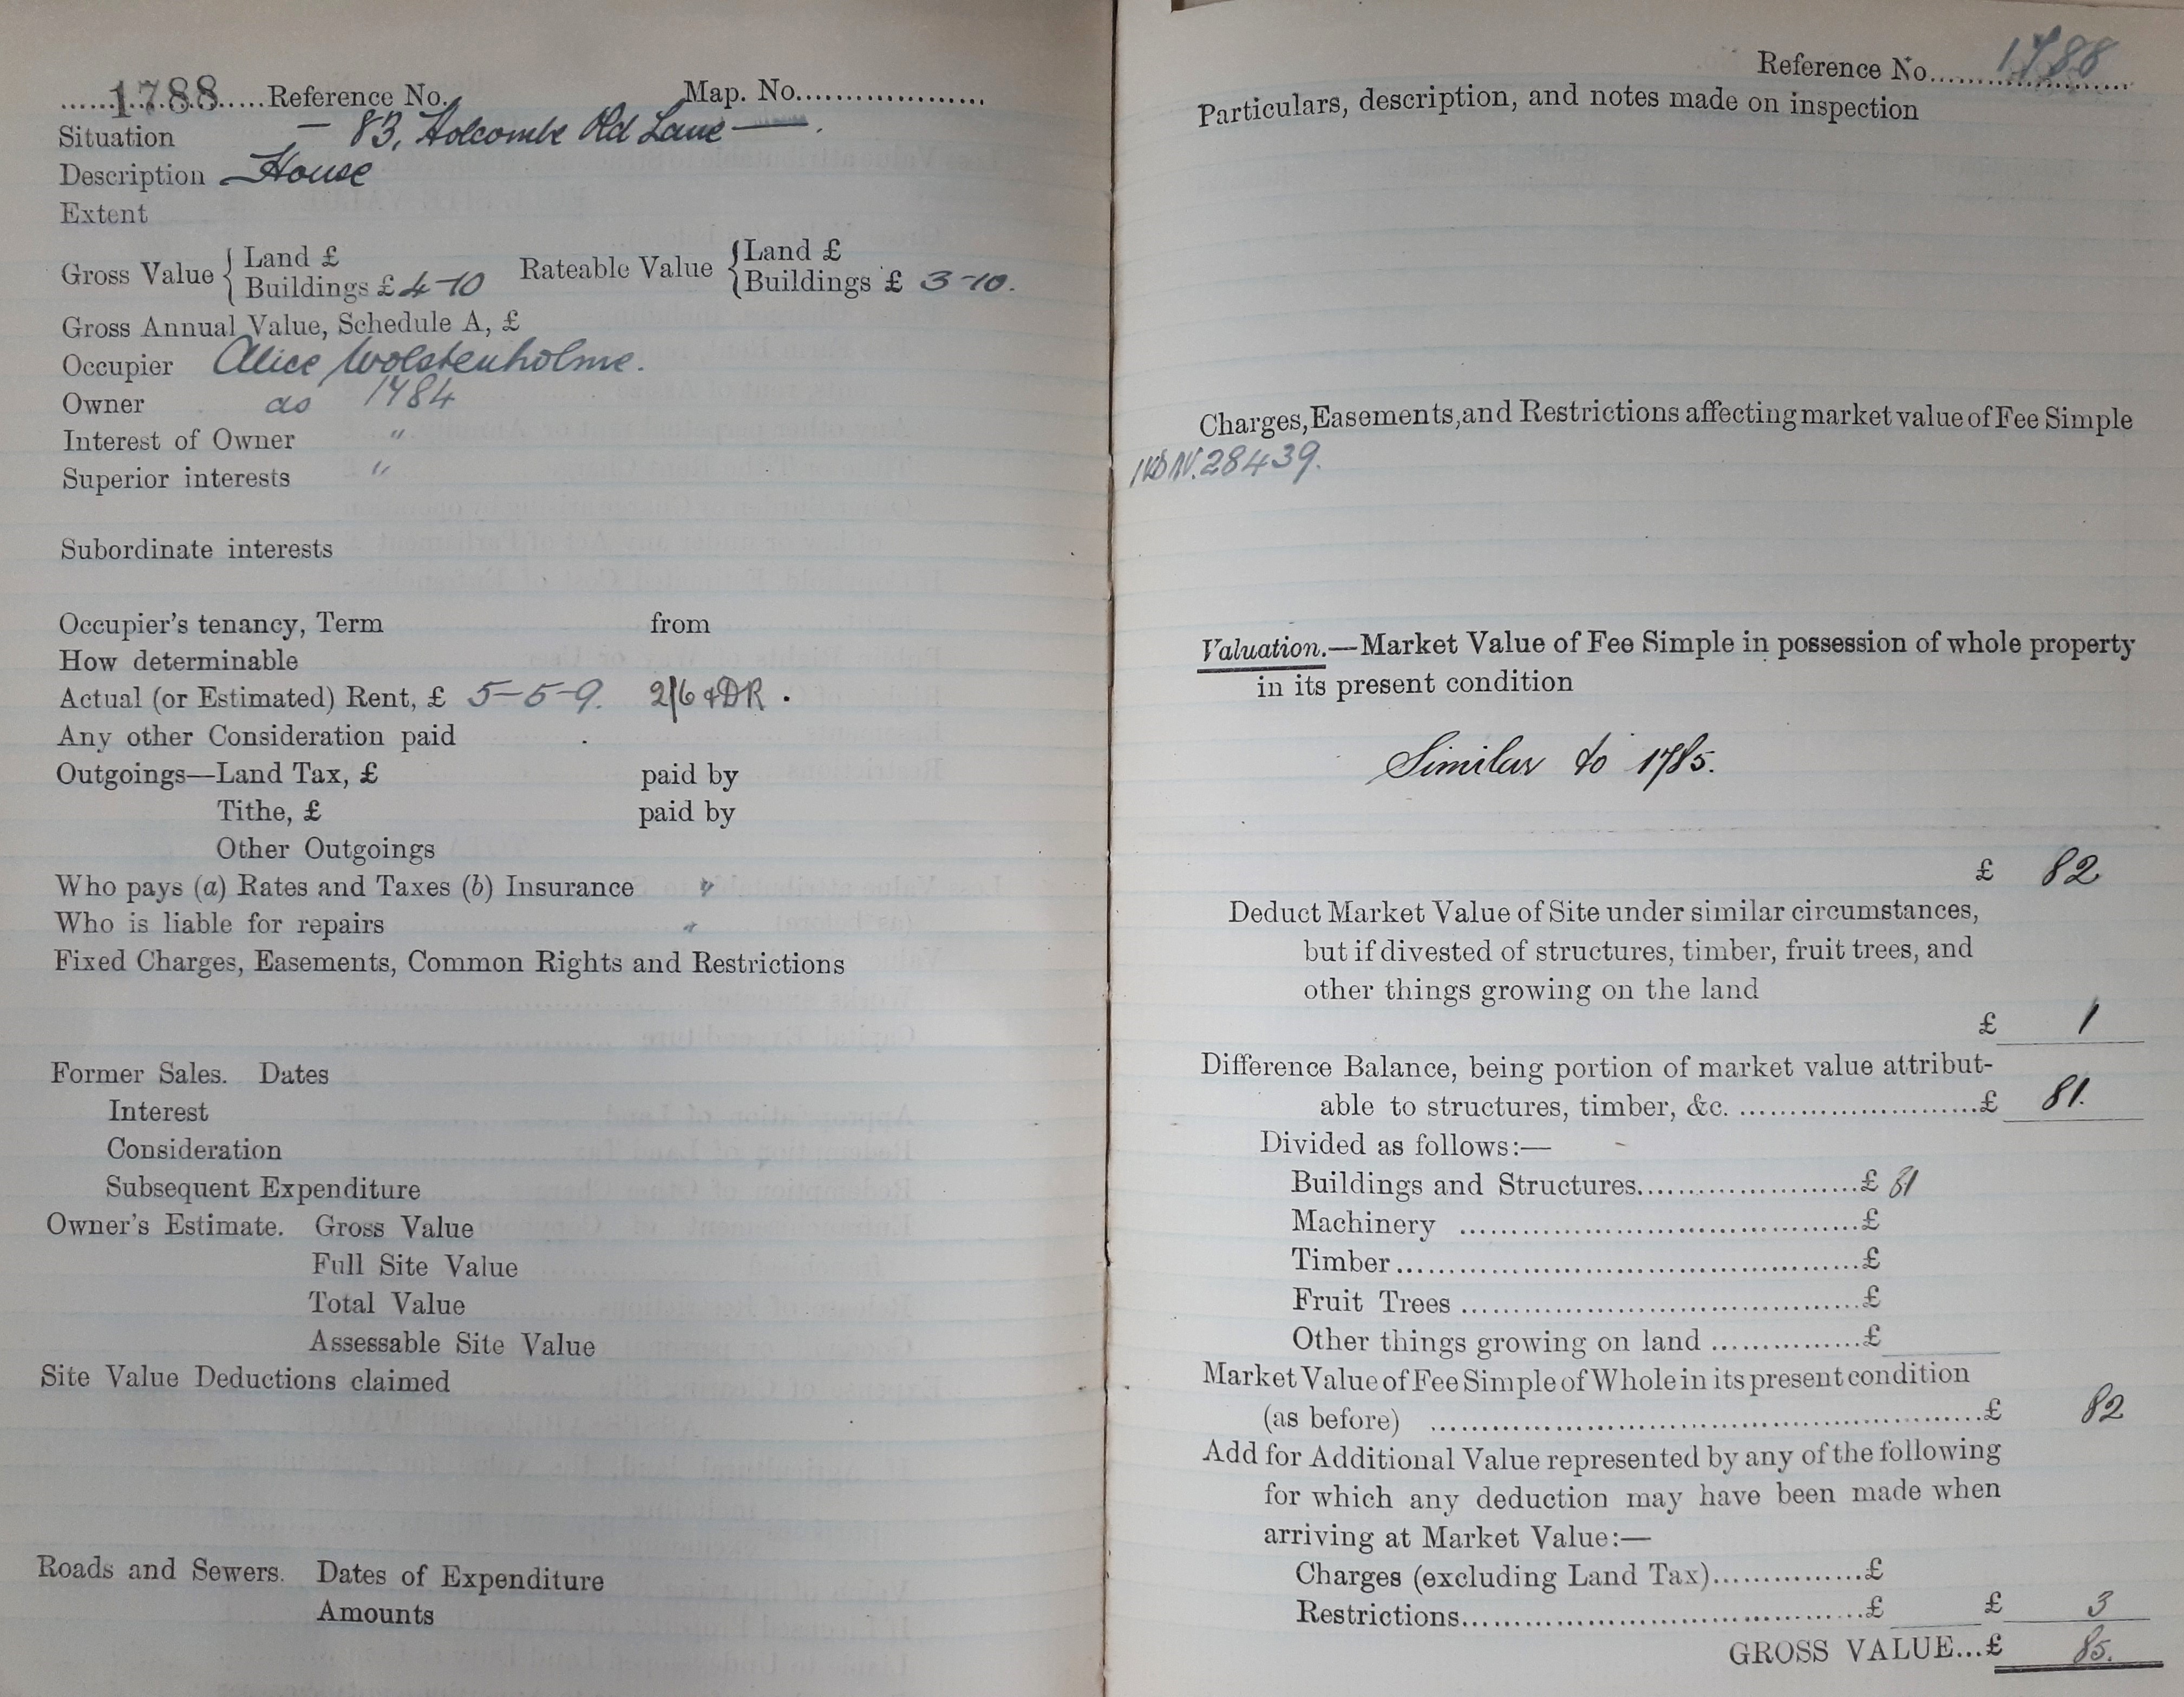 1788 Reference No. Map. No.
Situation — 83, Holcombe Old Lane —
Description House
Extent
Gross Value { Land £
Buildings £ 4-10 Rateable Value { Land £
Buildings £ 3-10.
Gross Annual Value, Schedule A, £
Occupier Alice Wolstenholme.
Owner as 1784
Interest of Owner "
Superior interests "
Subordinate interests
Occupier's tenancy, Term from
How determinable
Actual (or Estimated) Rent, £ 5-5-9. 2/6 & DR.
Any other Consideration paid
Outgoings—Land Tax, £ paid by
Tithe, £ paid by
Other Outgoings
Who pays (a) Rates and Taxes (b) Insurance "
Who is liable for repairs "
Fixed Charges, Easements, Common Rights and Restrictions
Former Sales. Dates
Interest
Consideration
Subsequent Expenditure
Owner's Estimate. Gross Value
Full Site Value
Total Value
Assessable Site Value
Site Value Deductions claimed
Roads and Sewers. Dates of Expenditure
Amounts
Reference No. 1788
Particulars, description, and notes made on inspection
Charges, Easements, and Restrictions affecting market value of Fee Simple
28439.
Valuation.—Market Value of Fee Simple in possession of whole property
in its present condition
Similar to 1785.
£ 82
Deduct Market Value of Site under similar circumstances,
but if divested of structures, timber, fruit trees, and
other things growing on the land
£ 1
Difference Balance, being portion of market value attribut-
able to structures, timber, &c. £ 81.
Divided as follows:—
Buildings and Structures £ 81
Machinery £
Timber £
Fruit Trees £
Other things growing on land £
Market Value of Fee Simple of Whole in its present condition
(as before) £ 82
Add for Additional Value represented by any of the following
for which any deduction may have been made when
arriving at Market Value:—
Charges (excluding Land Tax) £
Restrictions £ £ 3
GROSS VALUE...£ 85.